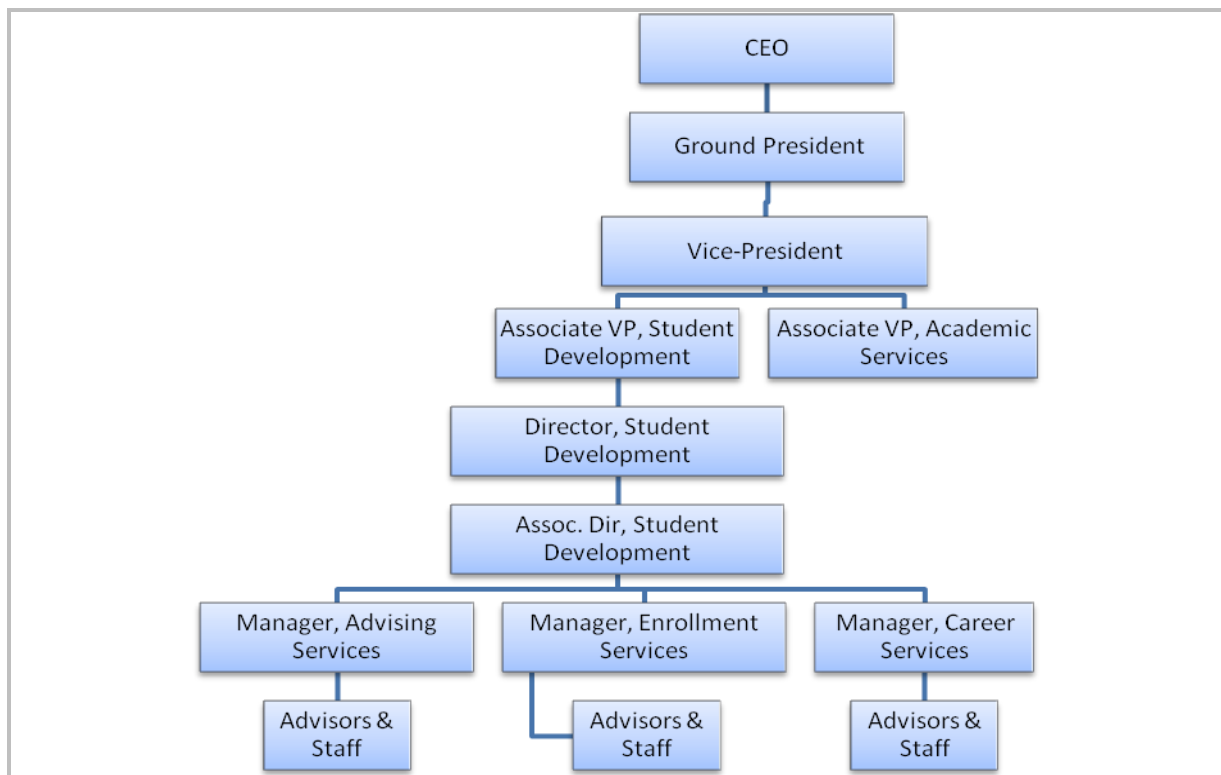 CEO
Ground President
Vice-President
Associate VP, Student
Development
Associate VP, Academic
Services
Director, Student
Development
Assoc. Dir, Student
Development
Manager, Advising
Services
Manager, Enrollment
Services
Manager, Career
Services
Advisors &
Staff
Advisors &
Staff
Advisors &
Staff